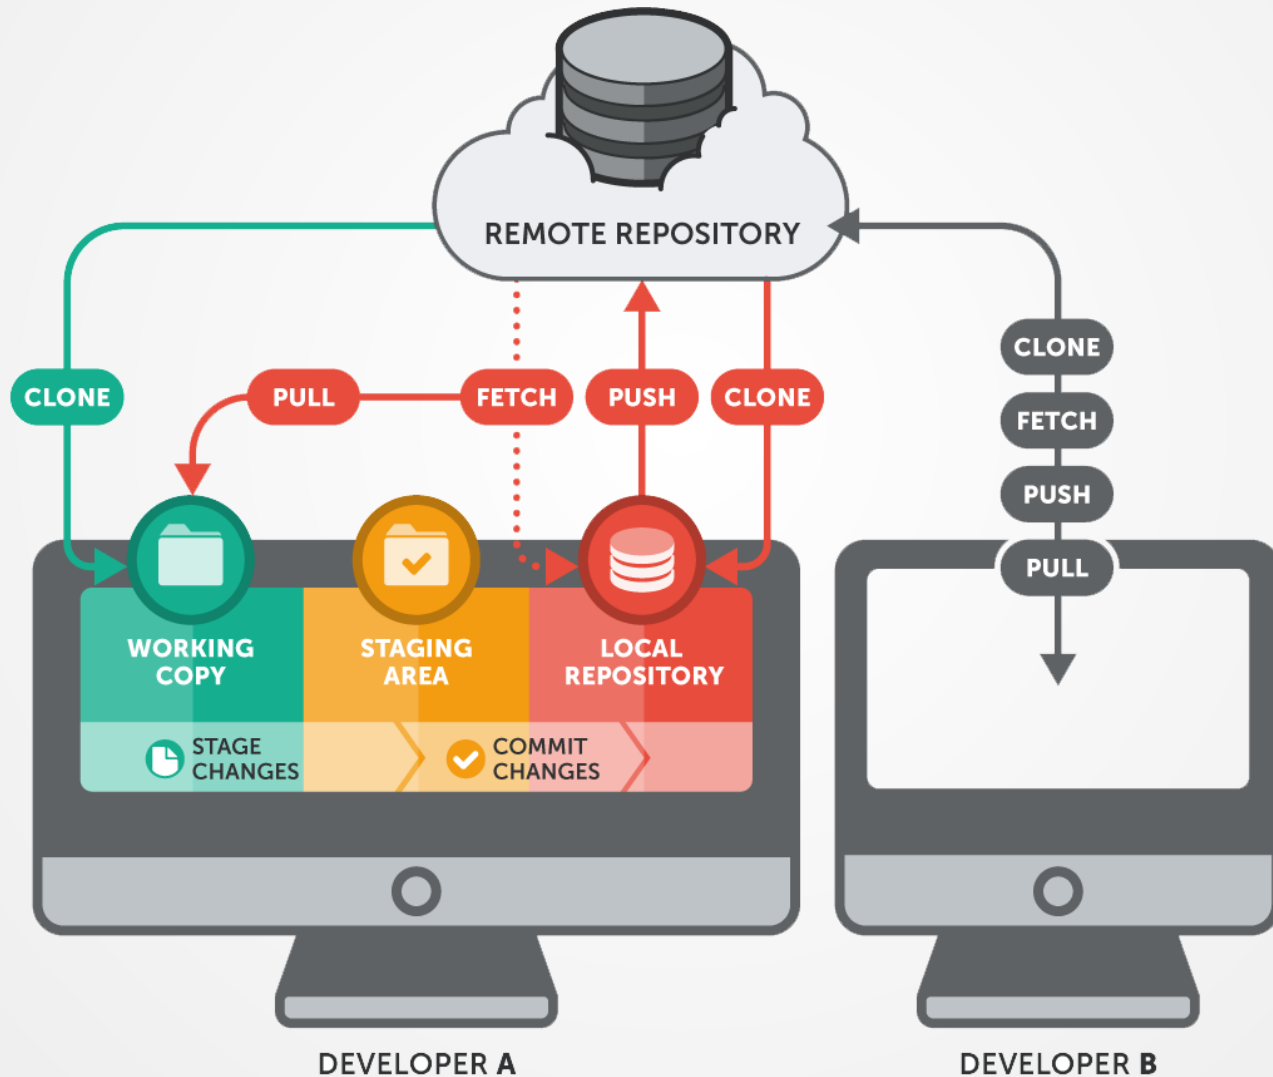 REMOTE REPOSITORY
CLONE
PULL
FETCH
PUSH
CLONE
CLONE
FETCH
PUSH
PULL
WORKING
COPY
STAGING
AREA
LOCAL
REPOSITORY
STAGE
CHANGES
COMMIT
CHANGES
DEVELOPER A
DEVELOPER B